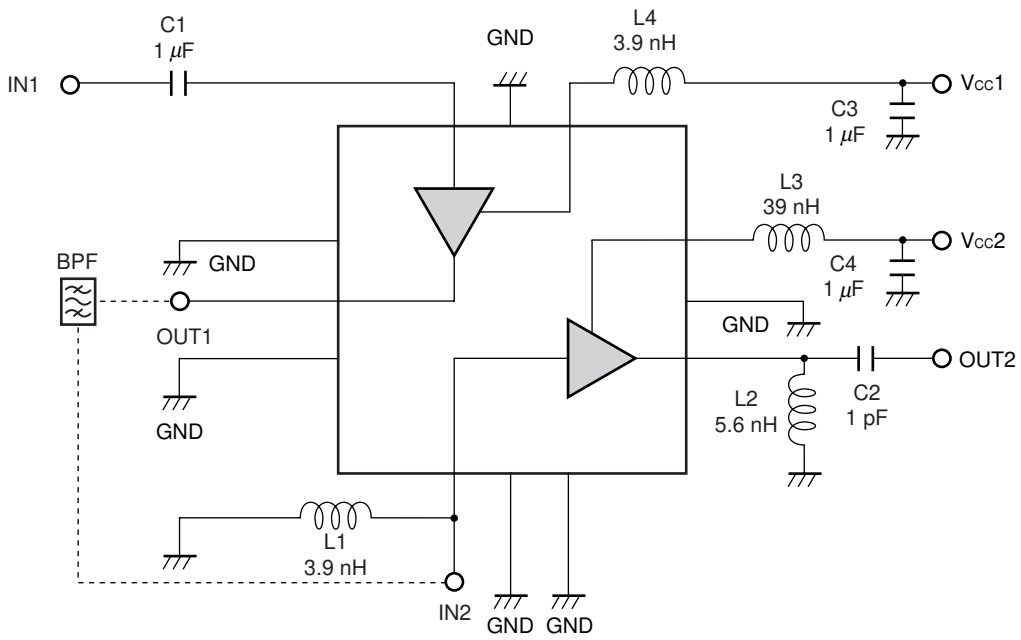 C1
1 μF
IN1
GND
L4
3.9 nH
Vcc1
C3
1 μF
L3
39 nH
Vcc2
C4
1 μF
GND
BPF
OUT1
GND
GND
OUT2
L2
5.6 nH
C2
1 pF
L1
3.9 nH
IN2
GND
GND